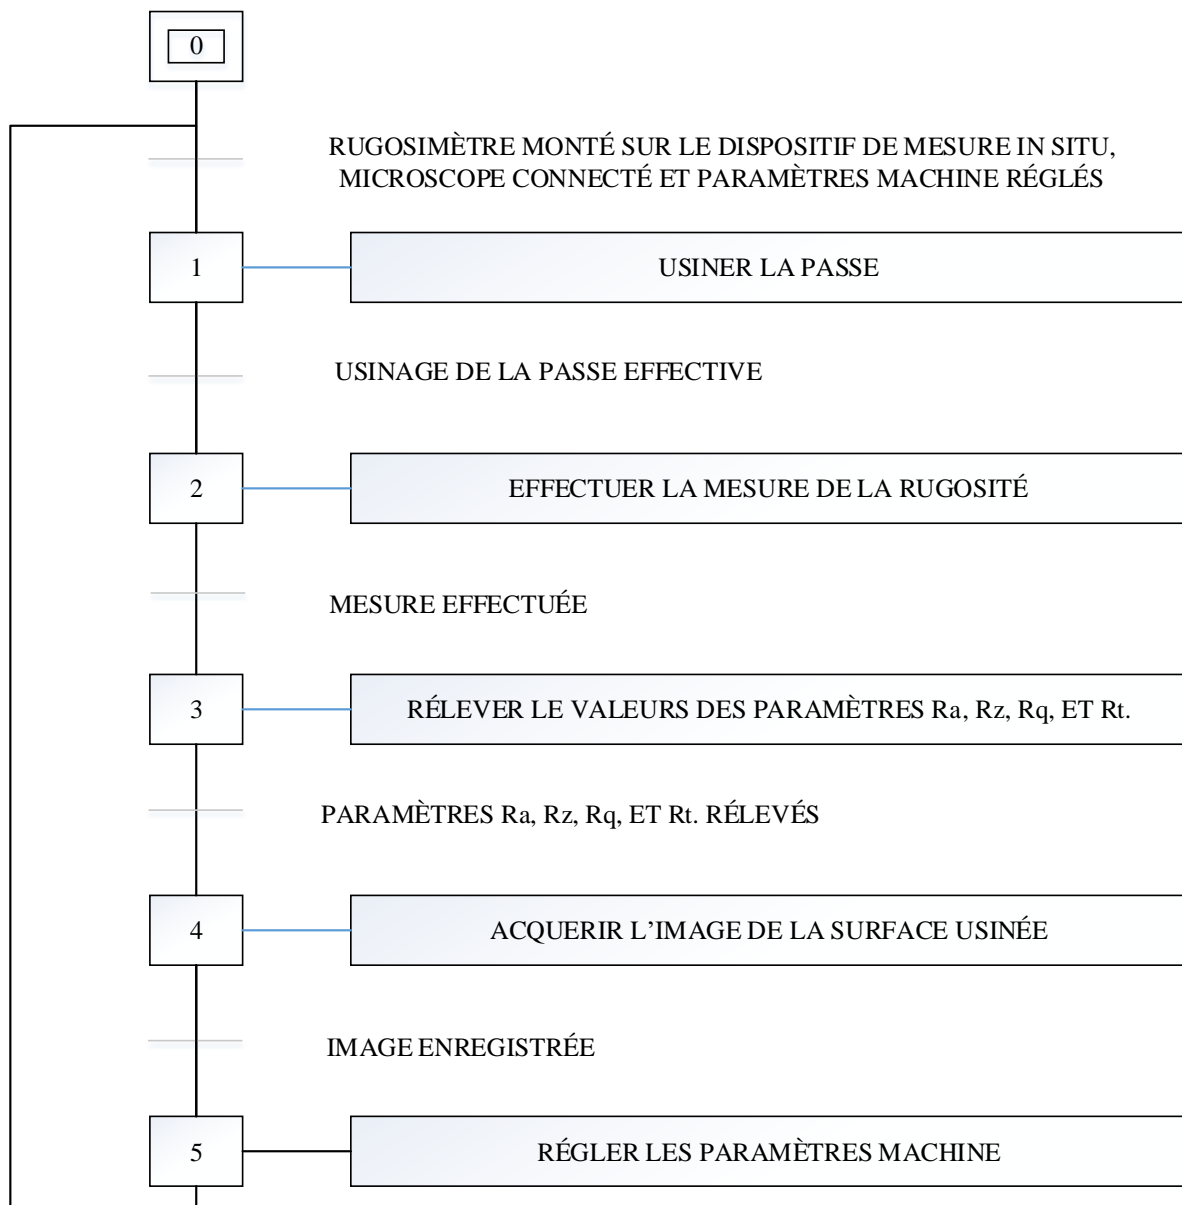 0
RUGOSIMÈTRE MONTÉ SUR LE DISPOSITIF DE MESURE IN SITU,
MICROSCOPE CONNECTÉ ET PARAMÈTRES MACHINE RÉGLÉS
1
USINER LA PASSE
USINAGE DE LA PASSE EFFECTIVE
2
EFFECTUER LA MESURE DE LA RUGOSITÉ
MESURE EFFECTUÉE
3
RÉLEVER LE VALEURS DES PARAMÈTRES Ra, Rz, Rq, ET Rt.
PARAMÈTRES Ra, Rz, Rq, ET Rt. RÉLEVÉS
4
ACQUERIR L’IMAGE DE LA SURFACE USINÉE
IMAGE ENREGISTRÉE
5
RÉGLER LES PARAMÈTRES MACHINE